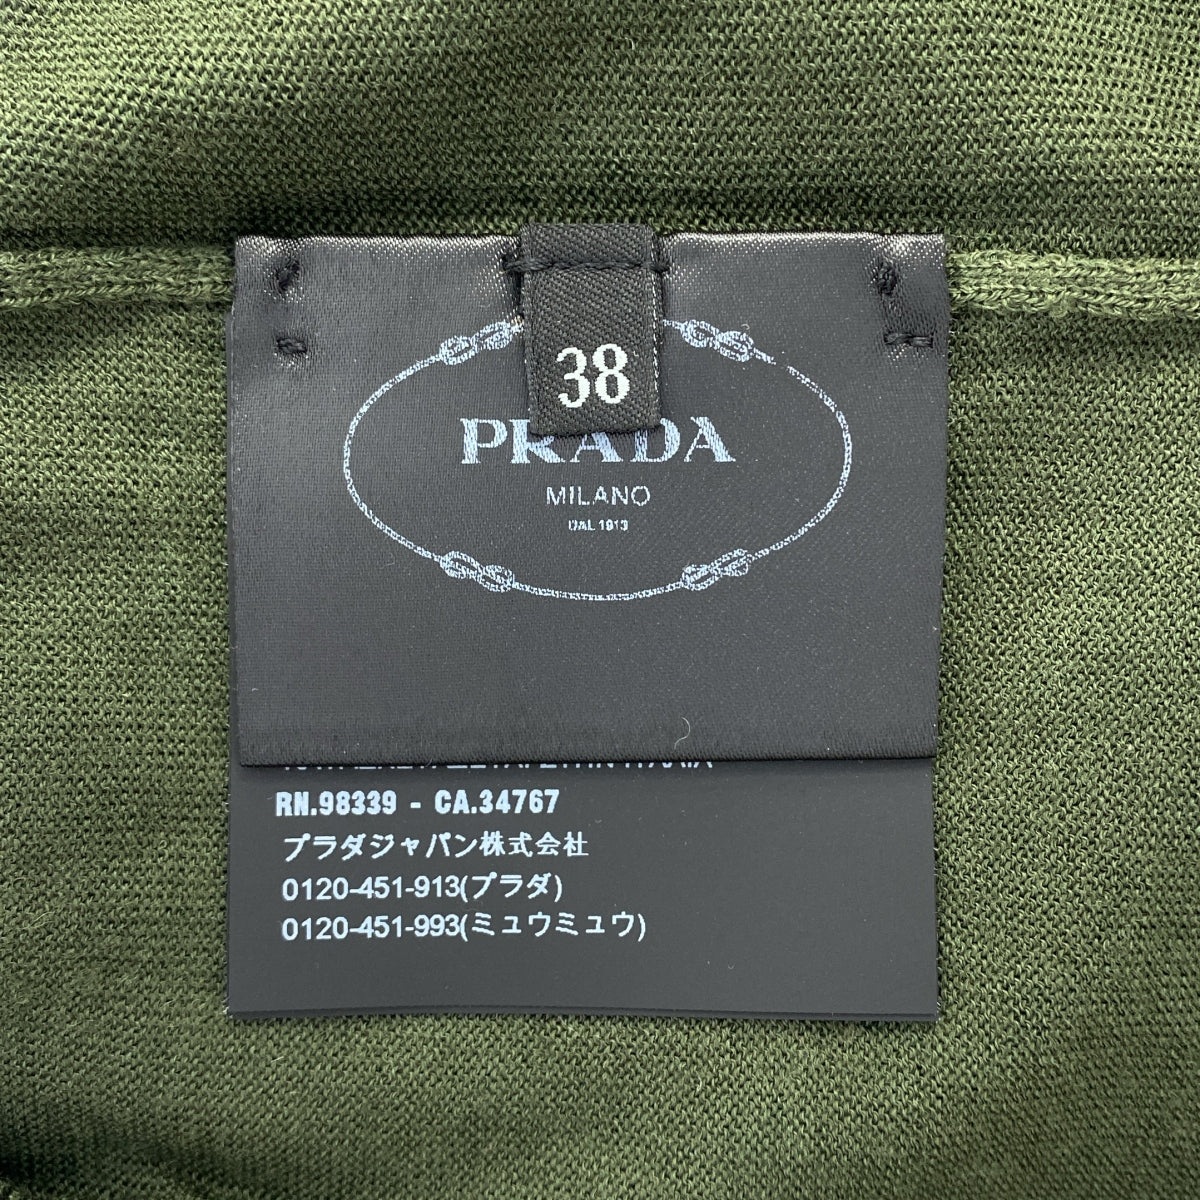 38
PRADA
MILANO
DAL 1913
RN.98339 - CA.34767
プラダジャパン株式会社
0120-451-913(プラダ)
0120-451-993(ミュウミュウ)